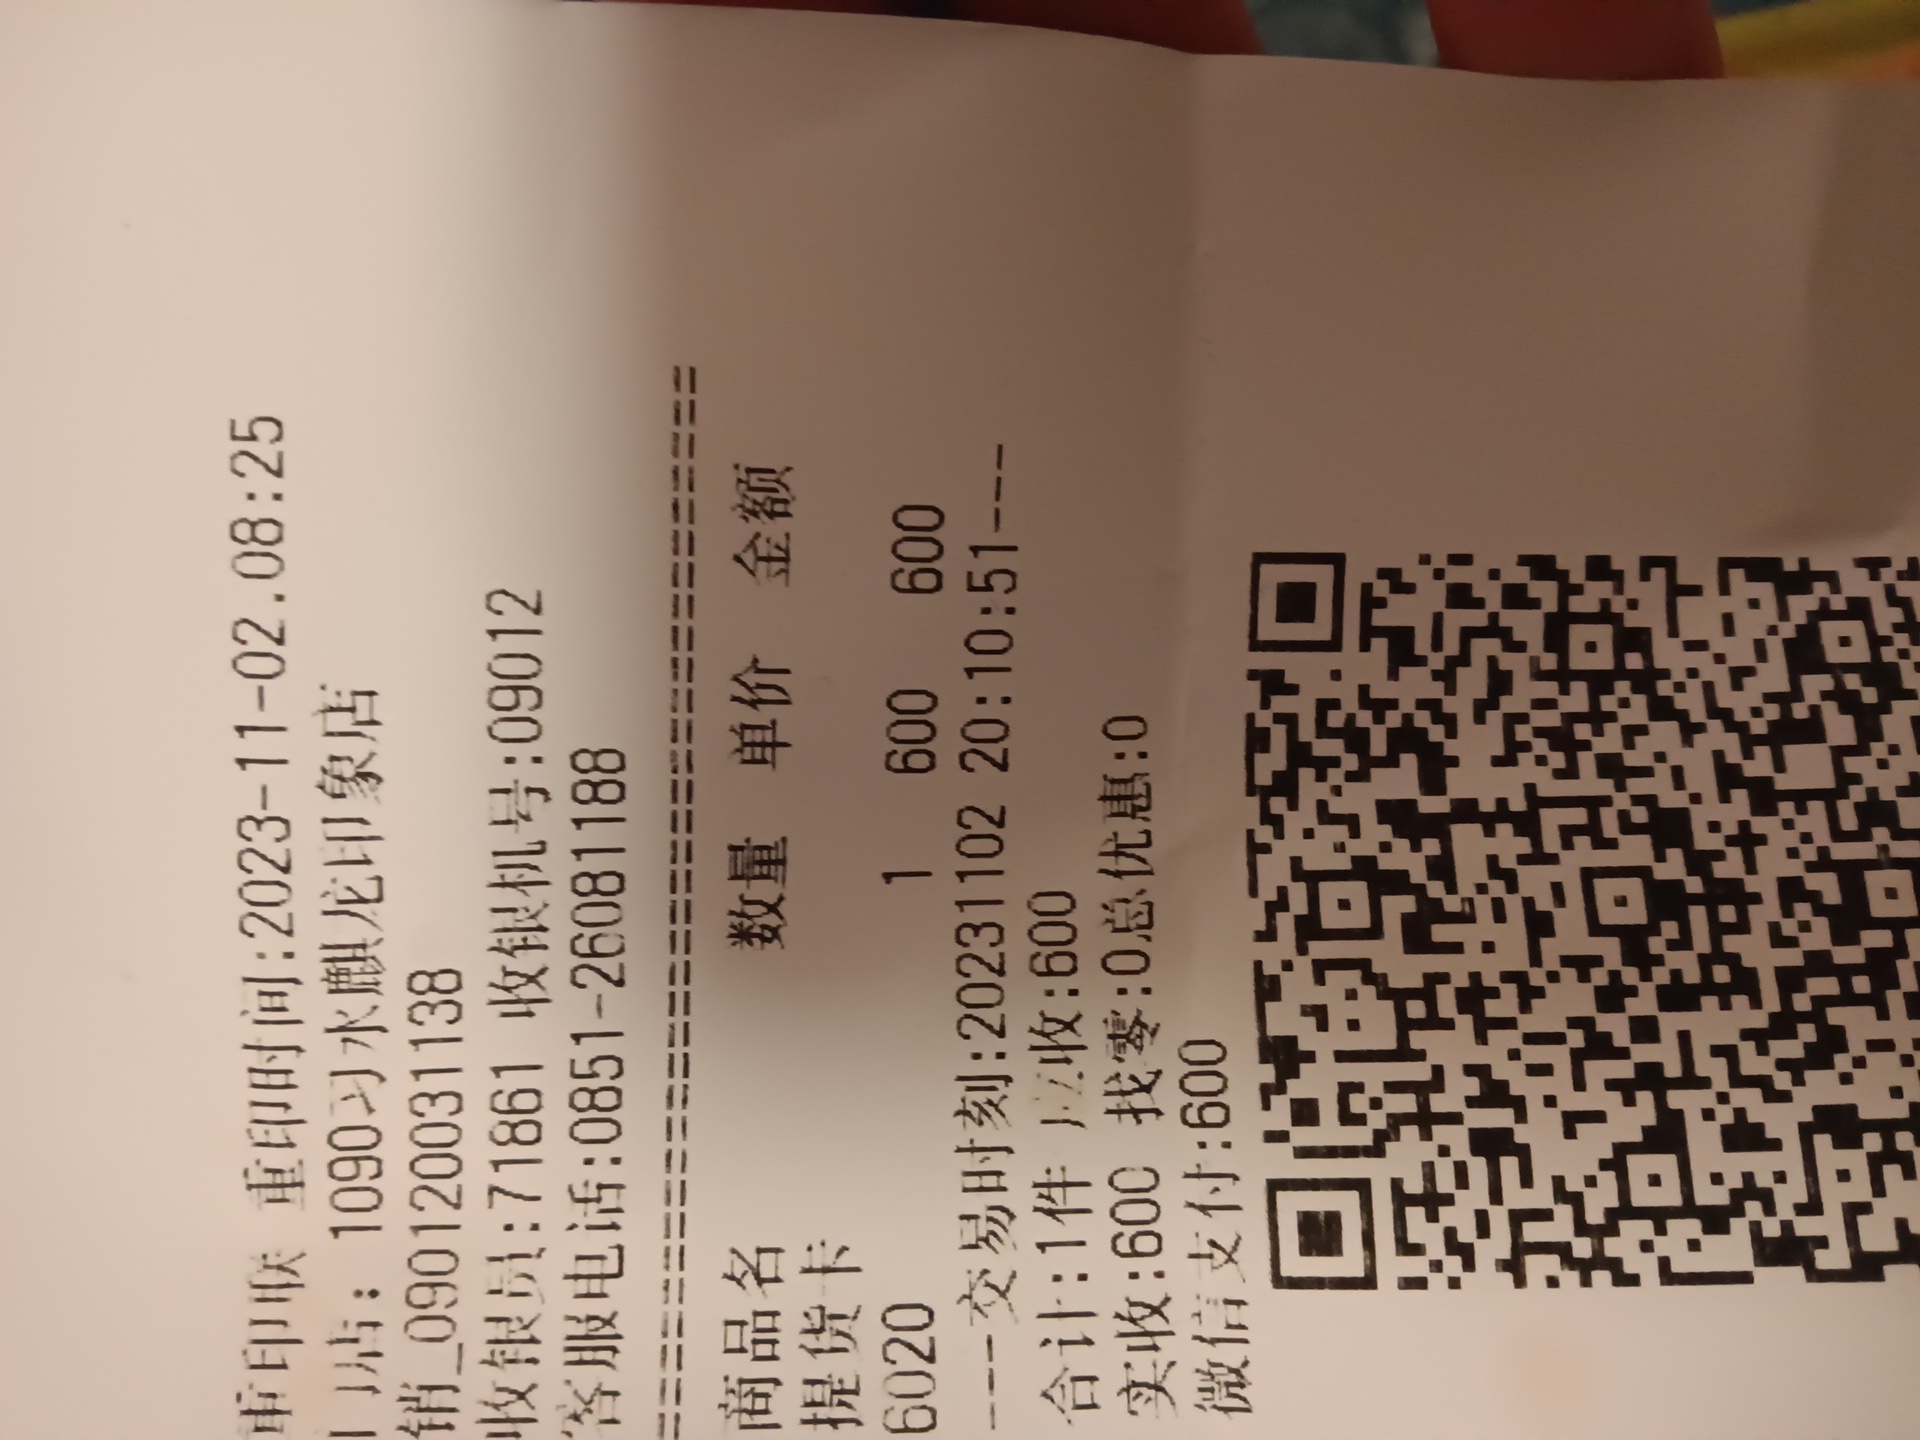 重印联 重印时间:2023-11-02.08:25
门店: 1090习水麒龙印象店
销_090120031138
收银员:71861 收银机号:09012
客服电话:0851-26081188
商品名 数量 单价 金额
提货卡
6020 1 600 600
---交易时刻:20231102 20:10:51---
合计:1件 应收:600
实收:600 找零:0总优惠:0
微信支付:600